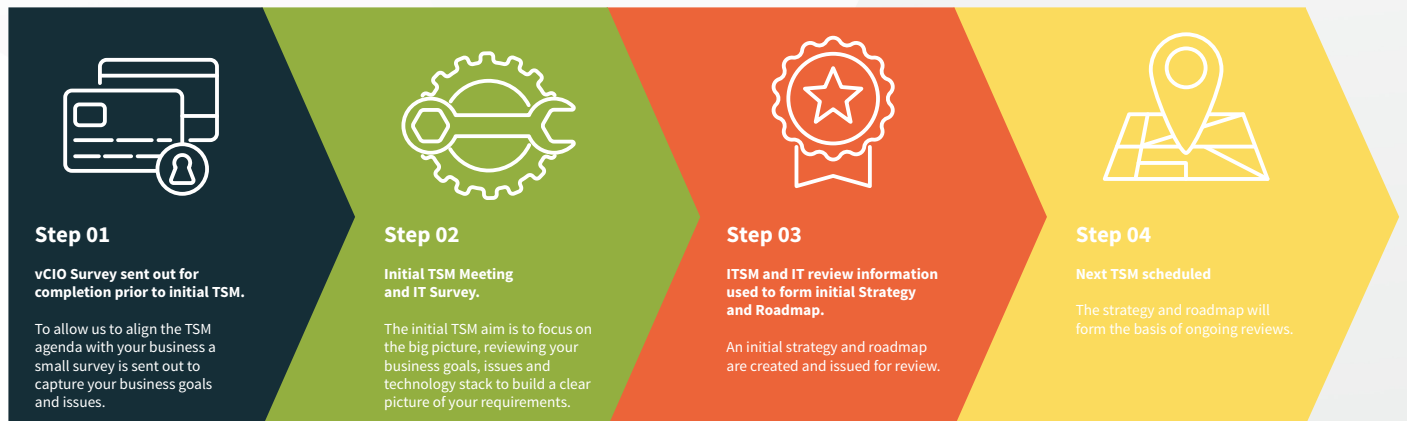 Step 01
vCIO Survey sent out for
completion prior to initial TSM.
To allow us to align the TSM
agenda with your business a
small survey is sent out to
capture your business goals
and issues.
Step 02
Initial TSM Meeting
and IT Survey.
The initial TSM aim is to focus on
the big picture, reviewing your
business goals, issues and
technology stack to build a clear
picture of your requirements.
Step 03
ITSM and IT review information
used to form initial Strategy
and Roadmap.
An initial strategy and roadmap
are created and issued for review.
Step 04
Next TSM scheduled
The strategy and roadmap will
form the basis of ongoing reviews.